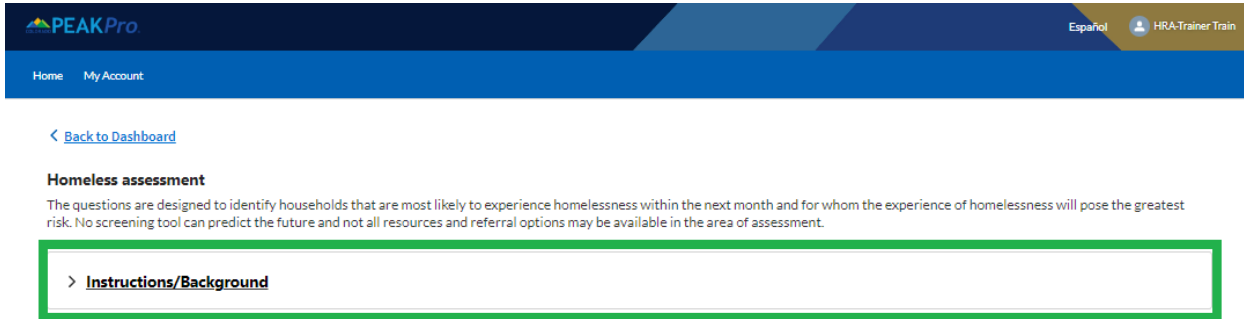 PEAKPro
Español HRA-Trainer Train
Home My Account
Back to Dashboard
Homeless assessment
The questions are designed to identify households that are most likely to experience homelessness within the next month and for whom the experience of homelessness will pose the greatest
risk. No screening tool can predict the future and not all resources and referral options may be available in the area of assessment.
Instructions/Background